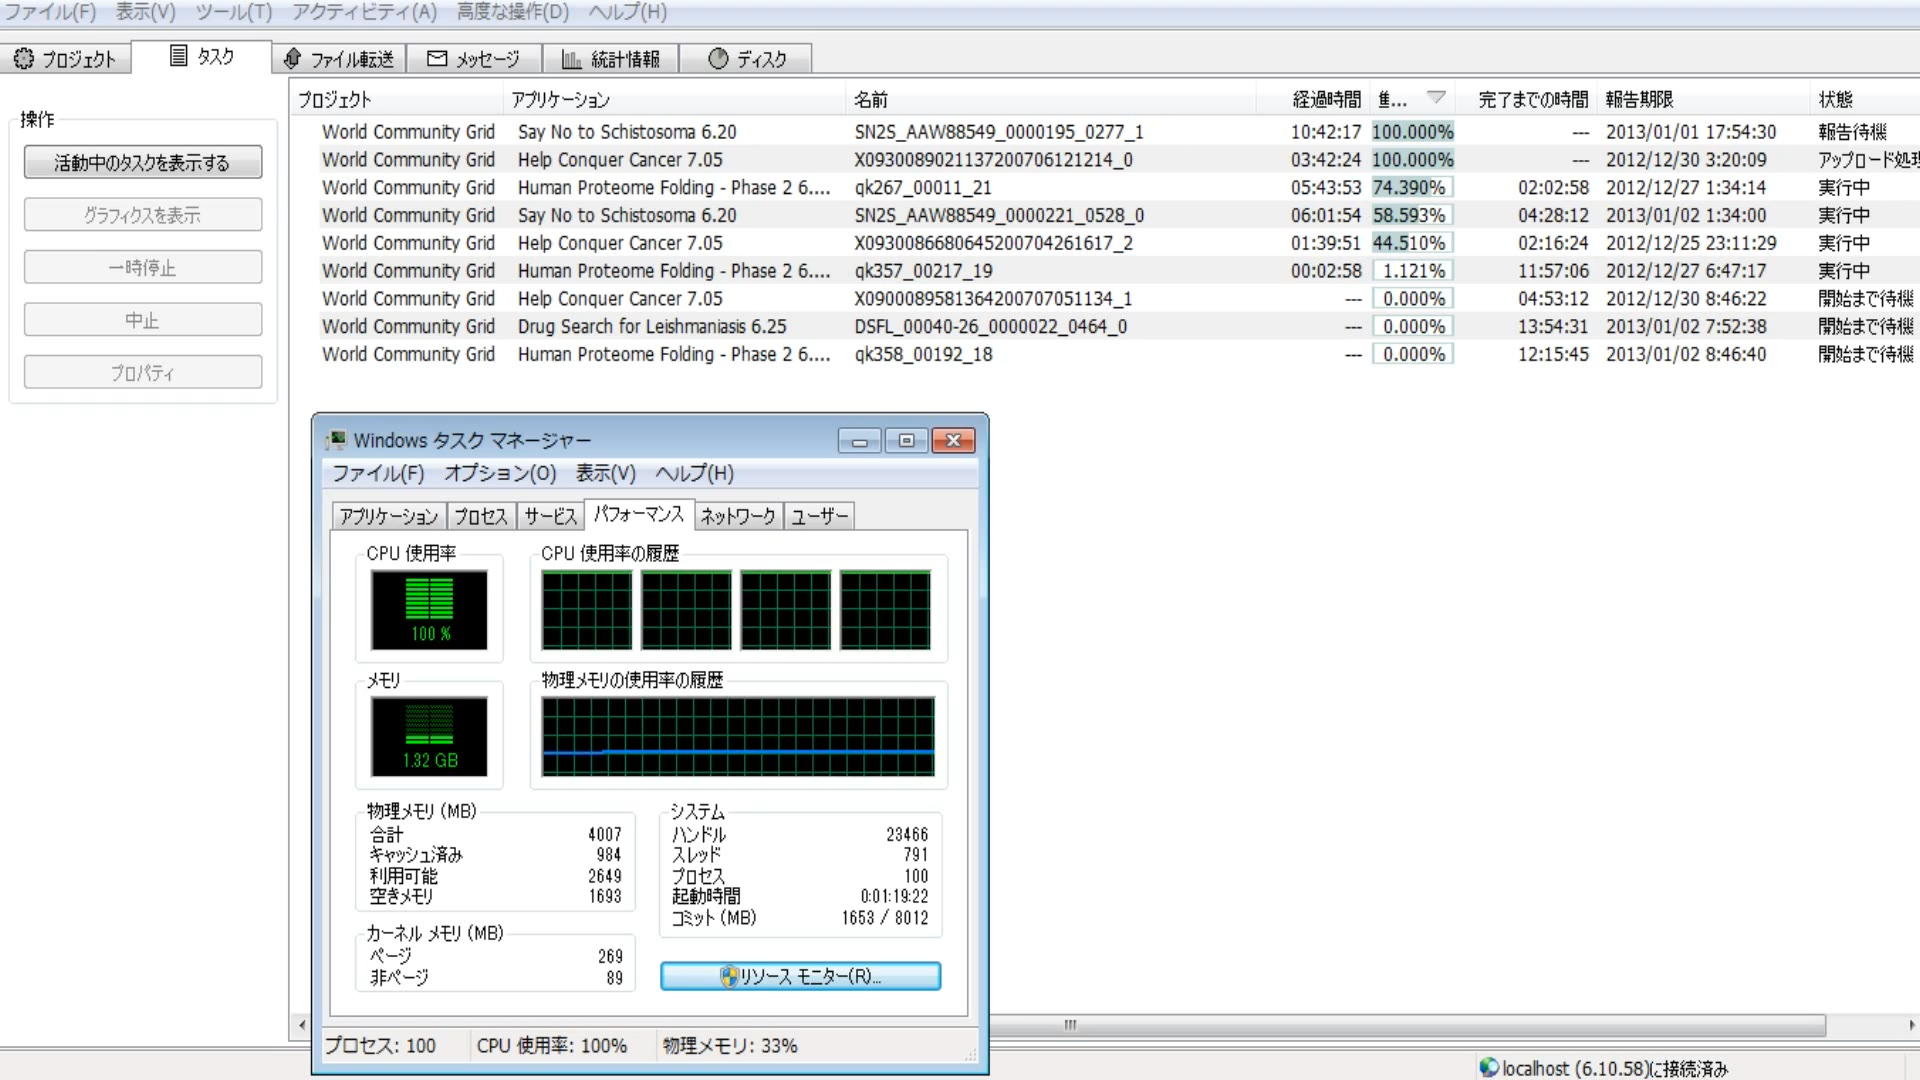 ファイル(F) 表示(V) ツール(T) アクティビティ(A) 高度な操作(D) ヘルプ(H)
プロジェクト タスク ファイル転送 メッセージ 統計情報 ディスク
操作
活動中のタスクを表示する
グラフィクスを表示
一時停止
中止
プロパティ
プロジェクト アプリケーション 名前 経過時間 進... 完了までの時間 報告期限 状態
World Community Grid Say No to Schistosoma 6.20 SN2S_AAW88549_0000195_0277_1 10:42:17 100.000% --- 2013/01/01 17:54:30 報告待機
World Community Grid Help Conquer Cancer 7.05 X0930089021137200706121214_0 03:42:24 100.000% --- 2012/12/30 3:20:09 アップロード処理
World Community Grid Human Proteome Folding - Phase 2 6.... qk267_00011_21 05:43:53 74.390% 02:02:58 2012/12/27 1:34:14 実行中
World Community Grid Say No to Schistosoma 6.20 SN2S_AAW88549_0000221_0528_0 06:01:54 58.593% 04:28:12 2013/01/02 1:34:00 実行中
World Community Grid Help Conquer Cancer 7.05 X0930086680645200704261617_2 01:39:51 44.510% 02:16:24 2012/12/25 23:11:29 実行中
World Community Grid Human Proteome Folding - Phase 2 6.... qk357_00217_19 00:02:58 1.121% 11:57:06 2012/12/27 6:47:17 実行中
World Community Grid Help Conquer Cancer 7.05 X0900089581364200707051134_1 --- 0.000% 04:53:12 2012/12/30 8:46:22 開始まで待機
World Community Grid Drug Search for Leishmaniasis 6.25 DSFL_00040-26_0000022_0464_0 --- 0.000% 13:54:31 2013/01/02 7:52:38 開始まで待機
World Community Grid Human Proteome Folding - Phase 2 6.... qk358_00192_18 --- 0.000% 12:15:45 2013/01/02 8:46:40 開始まで待機
Windows タスク マネージャー
ファイル(F) オプション(O) 表示(V) ヘルプ(H)
アプリケーション プロセス サービス パフォーマンス ネットワーク ユーザー
CPU 使用率 CPU 使用率の履歴
100 %
メモリ 物理メモリの使用率の履歴
1.32 GB
物理メモリ (MB)
合計 4007
キャッシュ済み 984
利用可能 2649
空きメモリ 1693
カーネル メモリ (MB)
ページ 269
非ページ 89
システム
ハンドル 23466
スレッド 791
プロセス 100
起動時間 0:01:19:22
コミット (MB) 1653 / 8012
リソース モニター(R)...
プロセス: 100 CPU 使用率: 100% 物理メモリ: 33%
localhost (6.10.58)に接続済み